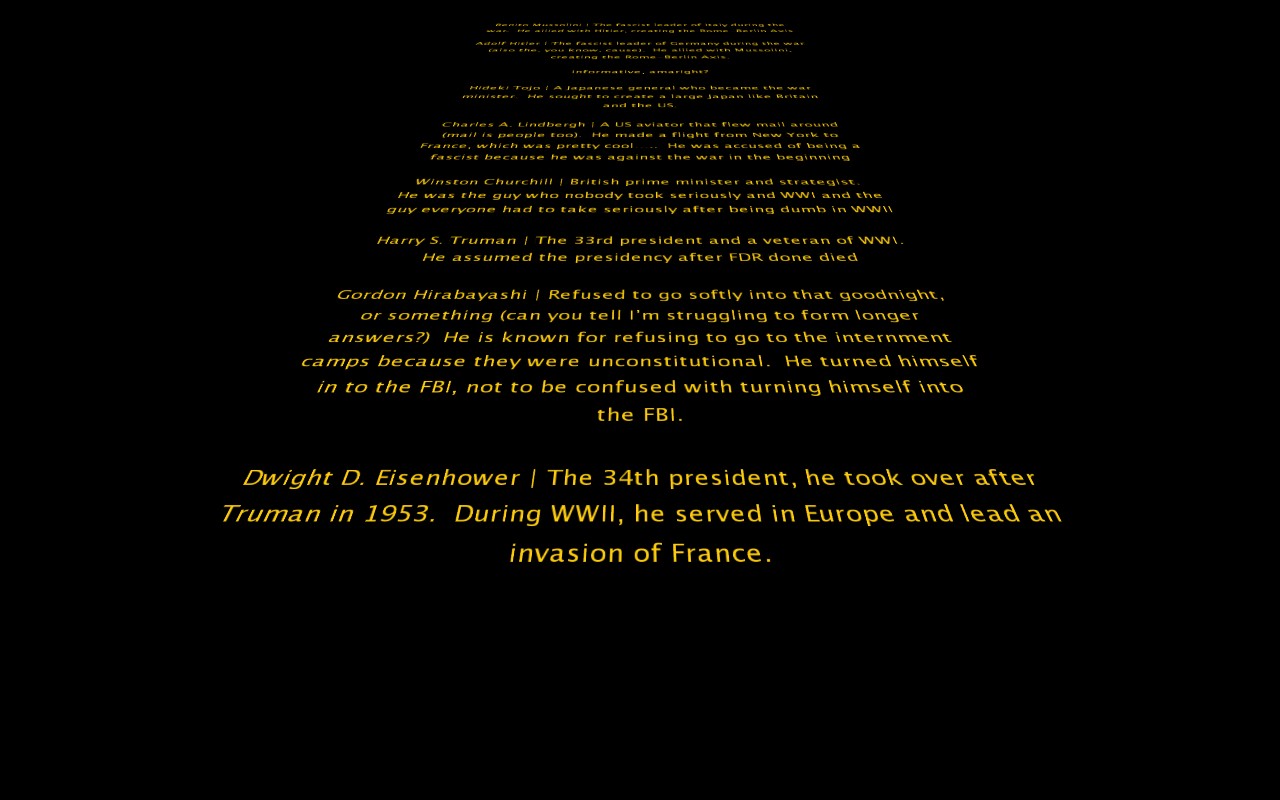 Benito Mussolini | The fascist leader of Italy during the
war. He allied with Hitler, creating the Rome Berlin Axis
Adolf Hitler | The fascist leader of Germany during the war
(also the, you know, cause). He allied with Mussolini,
creating the Rome Berlin Axis.
informative, amaright?
Hideki Tojo | A Japanese general who became the war
minister. He sought to create a large Japan like Britain
and the US.
Charles A. Lindbergh | A US aviator that flew mail around
(mail is people too). He made a flight from New York to
France, which was pretty cool ..... He was accused of being a
fascist because he was against the war in the beginning
Winston Churchill | British prime minister and strategist.
He was the guy who nobody took seriously and WWI and the
guy everyone had to take seriously after being dumb in WWII
Harry S. Truman | The 33rd president and a veteran of WWI.
He assumed the presidency after FDR done died
Gordon Hirabayashi | Refused to go softly into that goodnight,
or something (can you tell I'm struggling to form longer
answers?) He is known for refusing to go to the internment
camps because they were unconstitutional. He turned himself
in to the FBI, not to be confused with turning himself into
the FBI.
Dwight D. Eisenhower | The 34th president, he took over after
Truman in 1953. During WWII, he served in Europe and lead an
invasion of France.